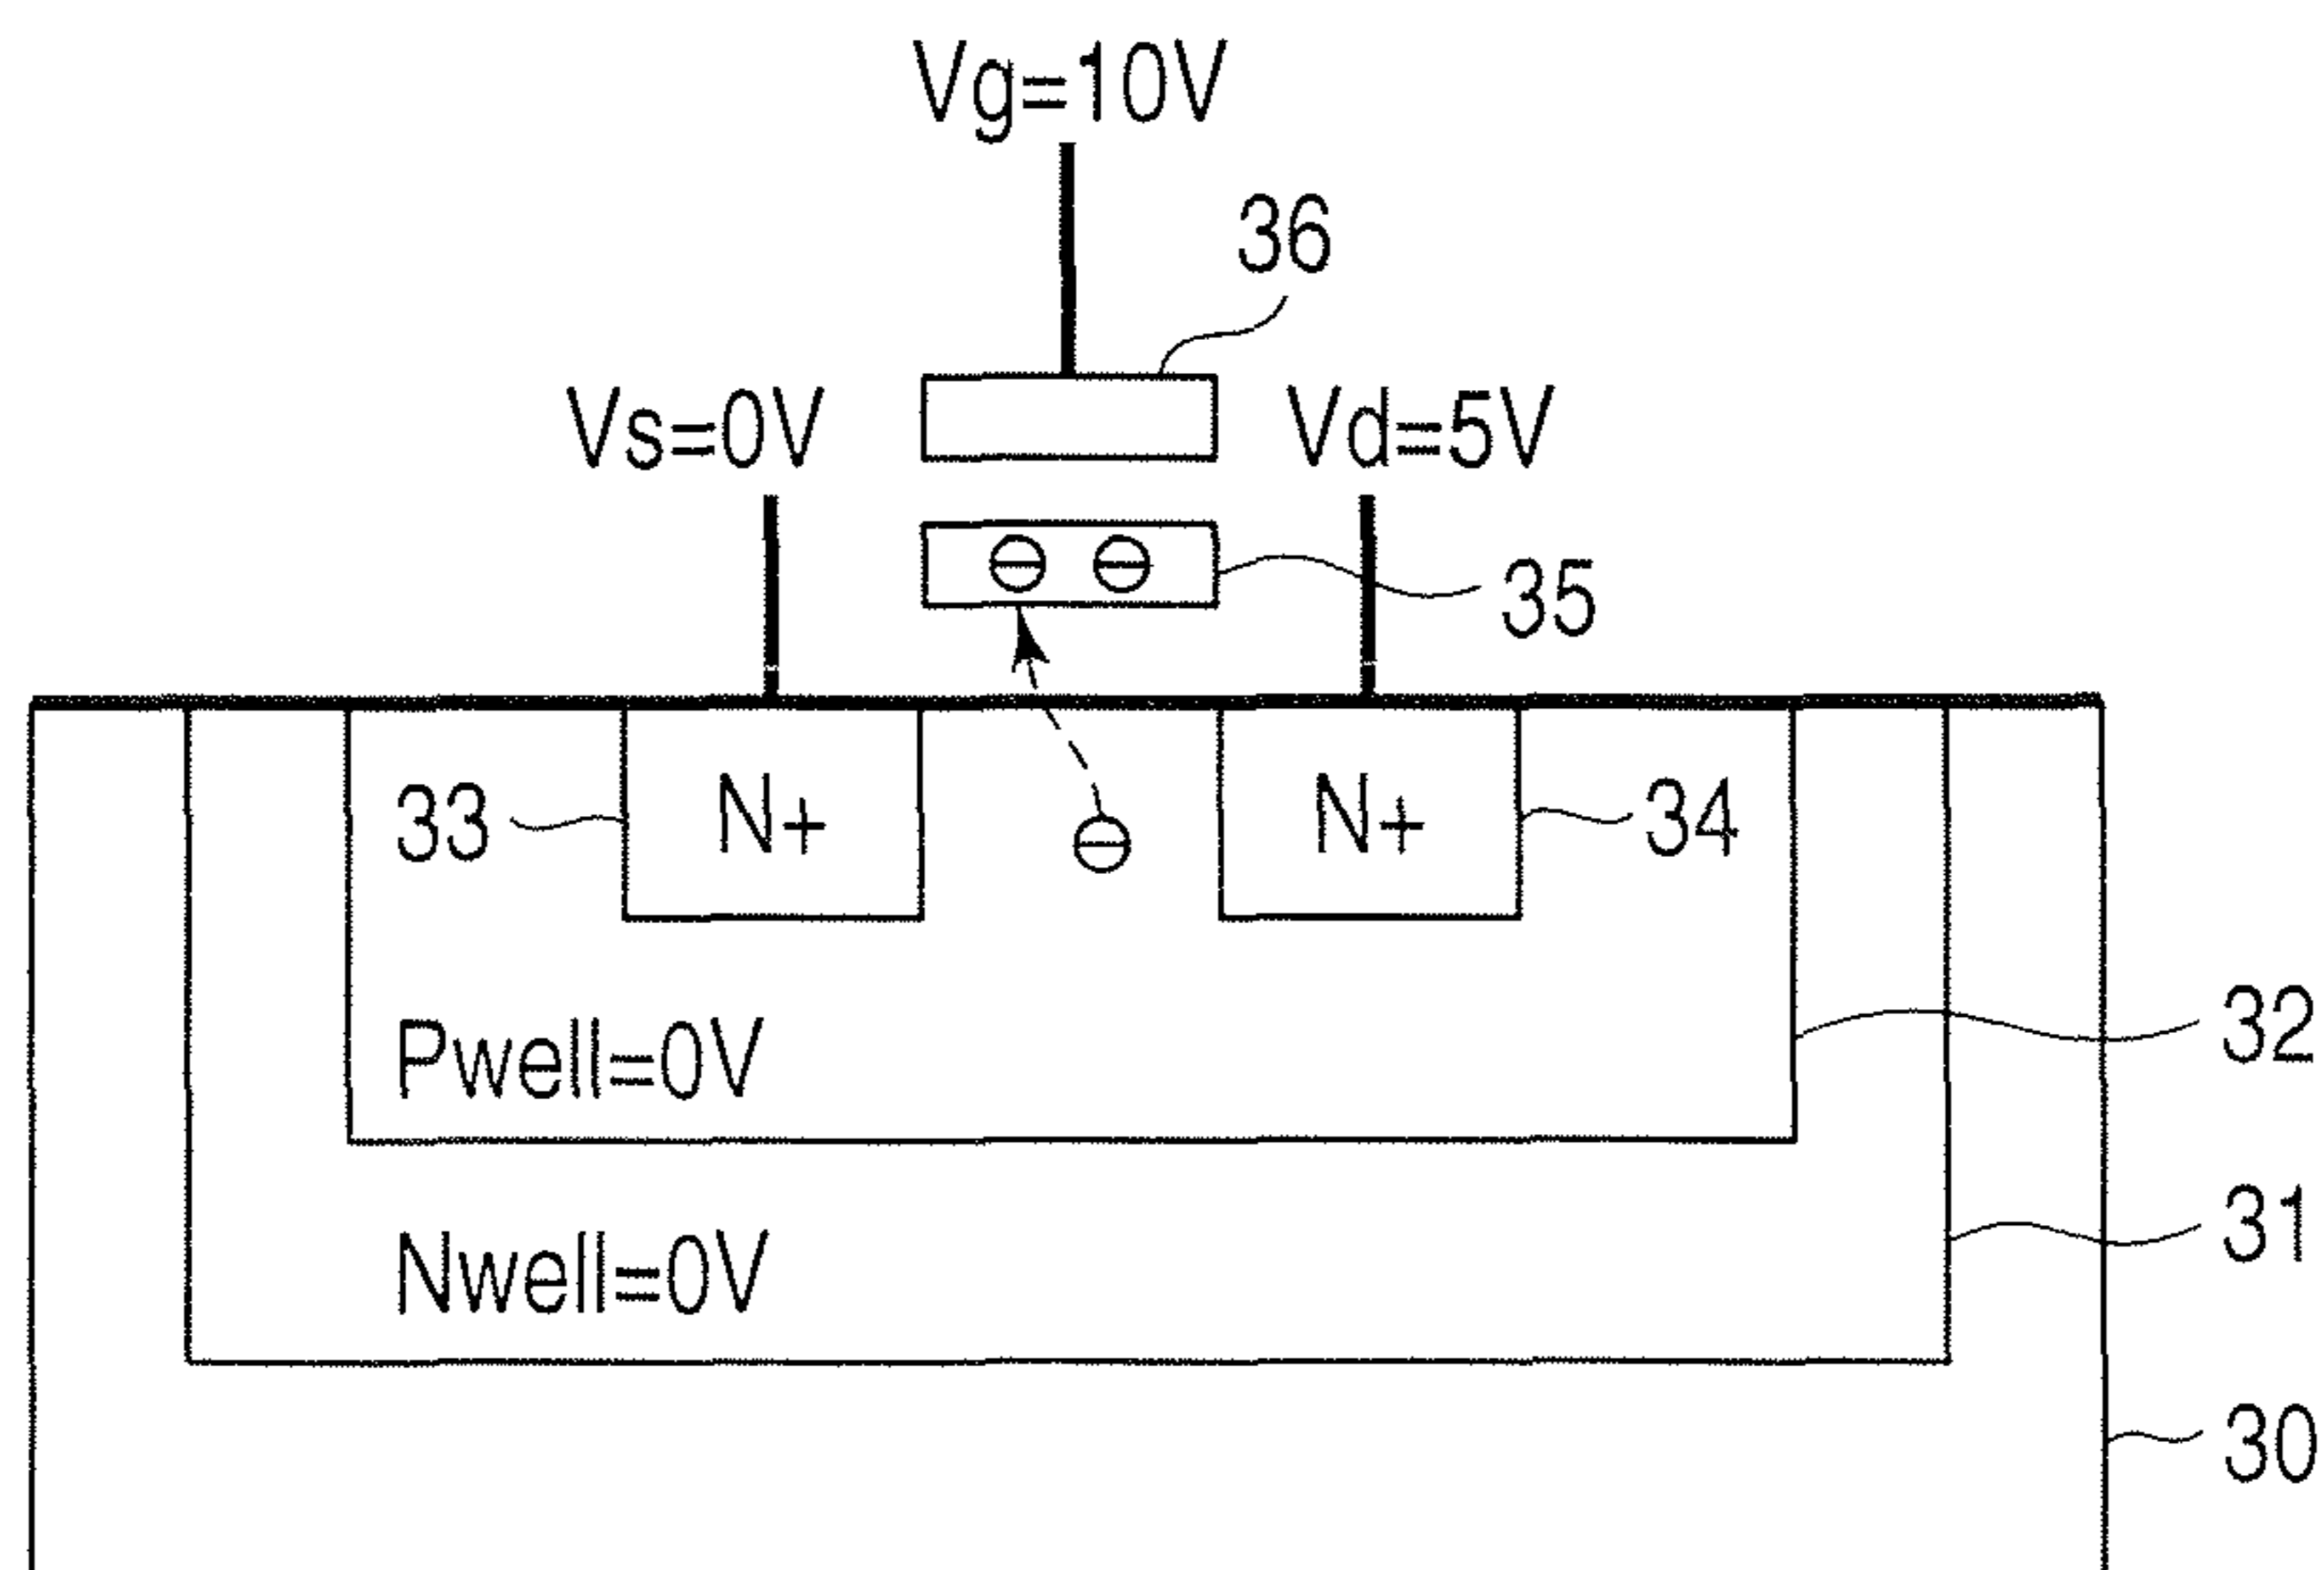 Vg=10V
36
Vs=0V
Vd=5V
35
33
N+
N+
34
32
Pwell=0V
31
Nwell=0V
30